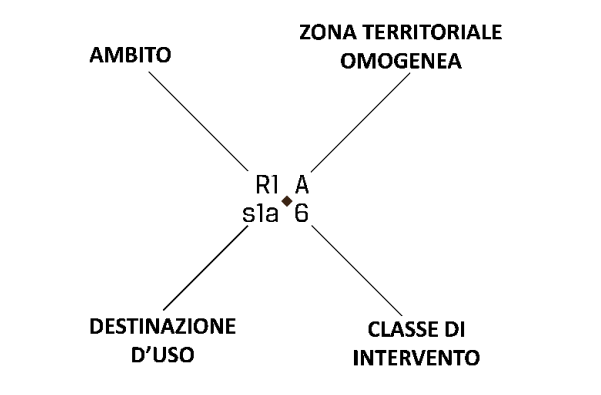 AMBITO
ZONA TERRITORIALE
OMOGENEA
R1 A
s1a 6
DESTINAZIONE
D'USO
CLASSE DI
INTERVENTO